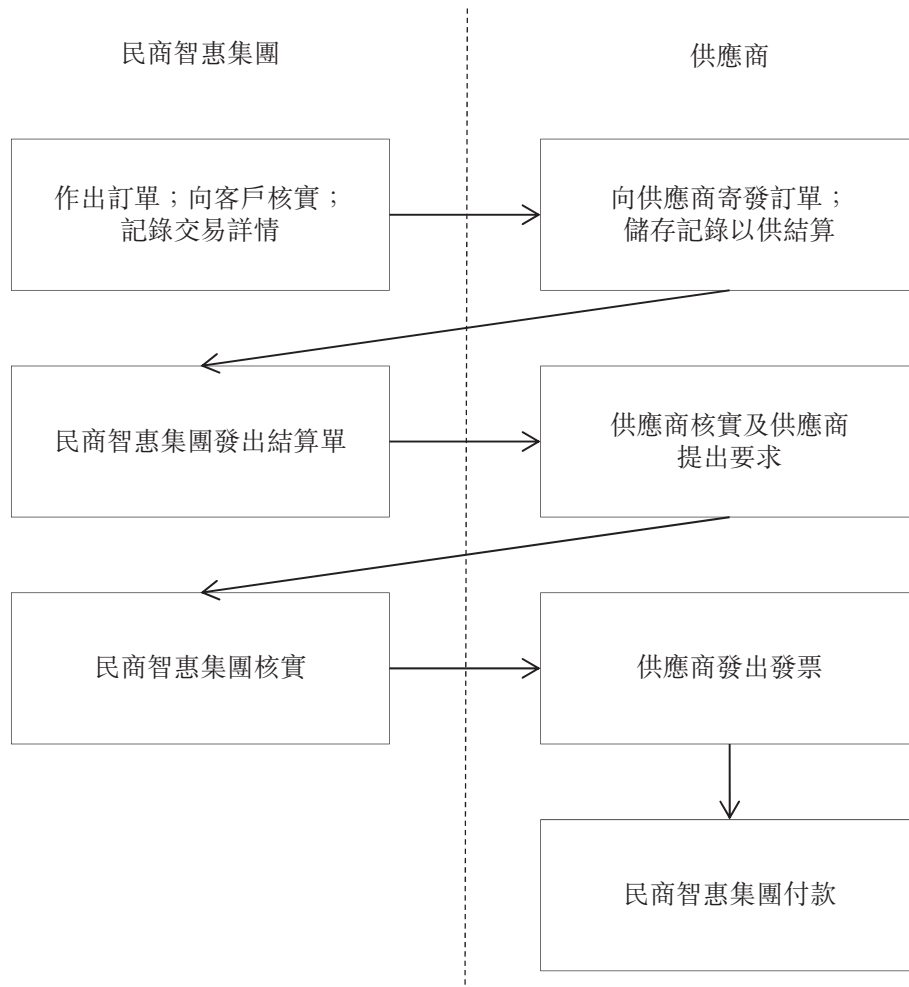 民商智惠集團
供應商
作出訂單；向客戶核實；
記錄交易詳情
向供應商寄發訂單；
儲存記錄以供結算
民商智惠集團發出結算單
供應商核實及供應商
提出要求
民商智惠集團核實
供應商發出發票
民商智惠集團付款